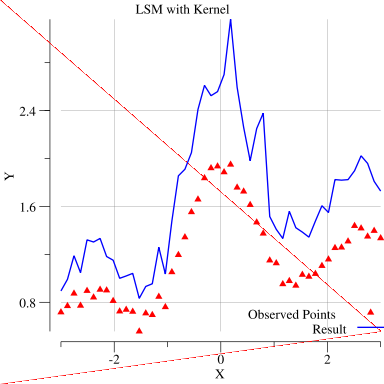 LSM with Kernel
2.4
Y
1.6
0.8
Observed Points
Result
-2 0 2
X